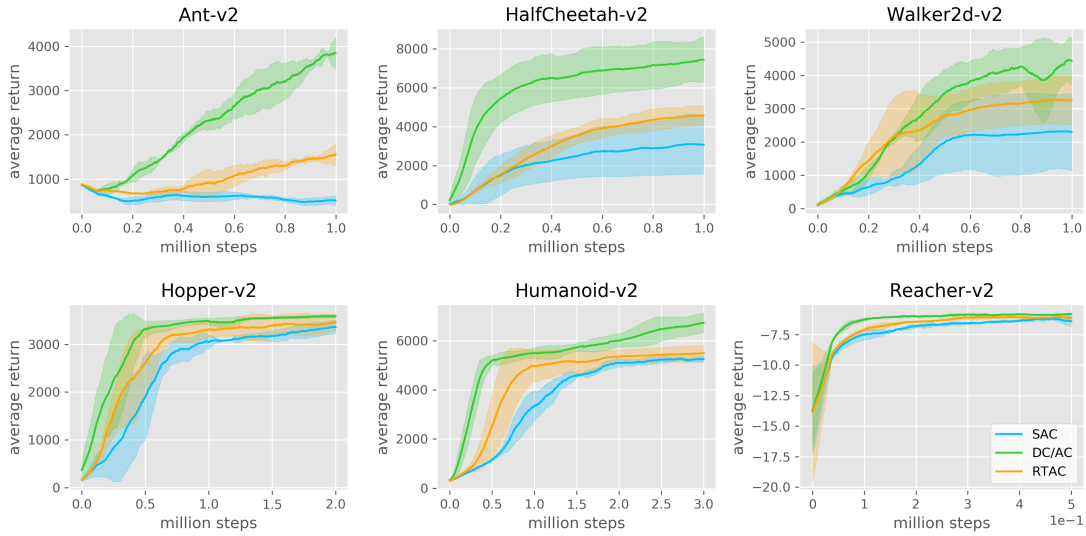 Ant-v2
average return
4000
3000
2000
1000
0.0 0.2 0.4 0.6 0.8 1.0
million steps
HalfCheetah-v2
average return
8000
6000
4000
2000
0
0.0 0.2 0.4 0.6 0.8 1.0
million steps
Walker2d-v2
average return
5000
4000
3000
2000
1000
0
0.0 0.2 0.4 0.6 0.8 1.0
million steps
Hopper-v2
average return
3000
2000
1000
0
0.0 0.5 1.0 1.5 2.0
million steps
Humanoid-v2
average return
6000
4000
2000
0
0.0 0.5 1.0 1.5 2.0 2.5 3.0
million steps
Reacher-v2
average return
−7.5
−10.0
−12.5
−15.0
−17.5
−20.0
SAC
DC/AC
RTAC
0 1 2 3 4 5
million steps
1e−1